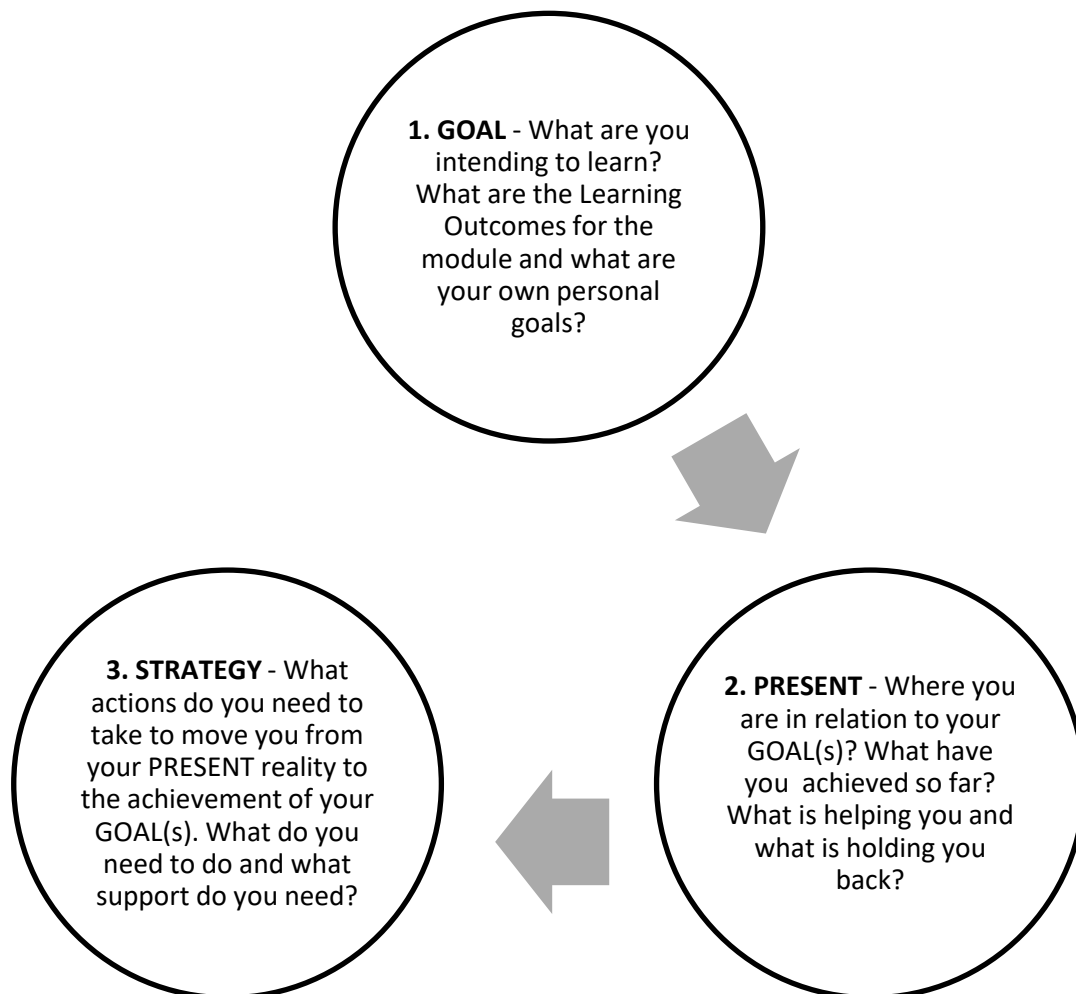 1. GOAL - What are you
intending to learn?
What are the Learning
Outcomes for the
module and what are
your own personal
goals?
2. PRESENT - Where you
are in relation to your
GOAL(s)? What have
you  achieved so far?
What is helping you and
what is holding you
back?
3. STRATEGY - What
actions do you need to
take to move you from
your PRESENT reality to
the achievement of your
GOAL(s). What do you
need to do and what
support do you need?